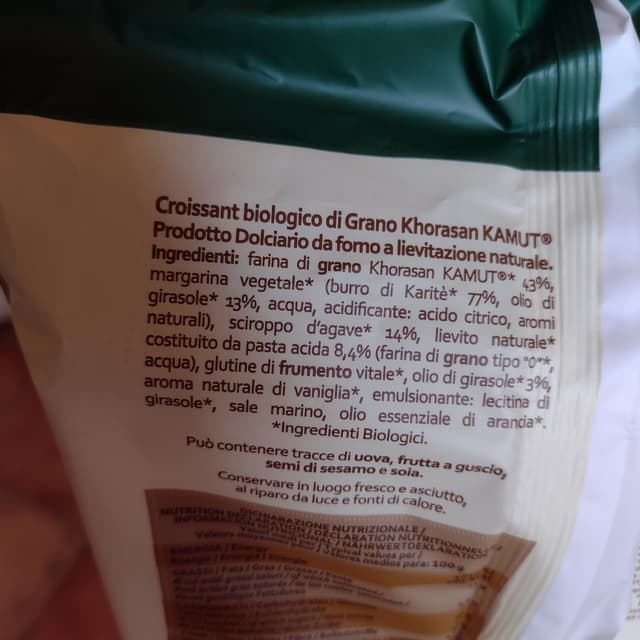 Croissant biologico di Grano Khorasan KAMUT®
Prodotto Dolciario da forno a lievitazione naturale.
Ingredienti: farina di grano Khorasan KAMUT®* 43%,
margarina vegetale* (burro di Karitè* 77%, olio di
girasole* 13%, acqua, acidificante: acido citrico, aromi
naturali), sciroppo d'agave* 14%, lievito naturale*
costituito da pasta acida 8,4% (farina di grano tipo "0"*,
acqua), glutine di frumento vitale*, olio di girasole* 3%,
aroma naturale di vaniglia*, emulsionante: lecitina di
girasole*, sale marino, olio essenziale di arancia*.
*Ingredienti Biologici.
Può contenere tracce di uova, frutta a guscio,
semi di sesamo e soia.
Conservare in luogo fresco e asciutto,
al riparo da luce e fonti di calore.
DICHIARAZIONE NUTRIZIONALE /
NUTRITION DECLARATION NUTRITIONNELLE
ENERGIA / Energy